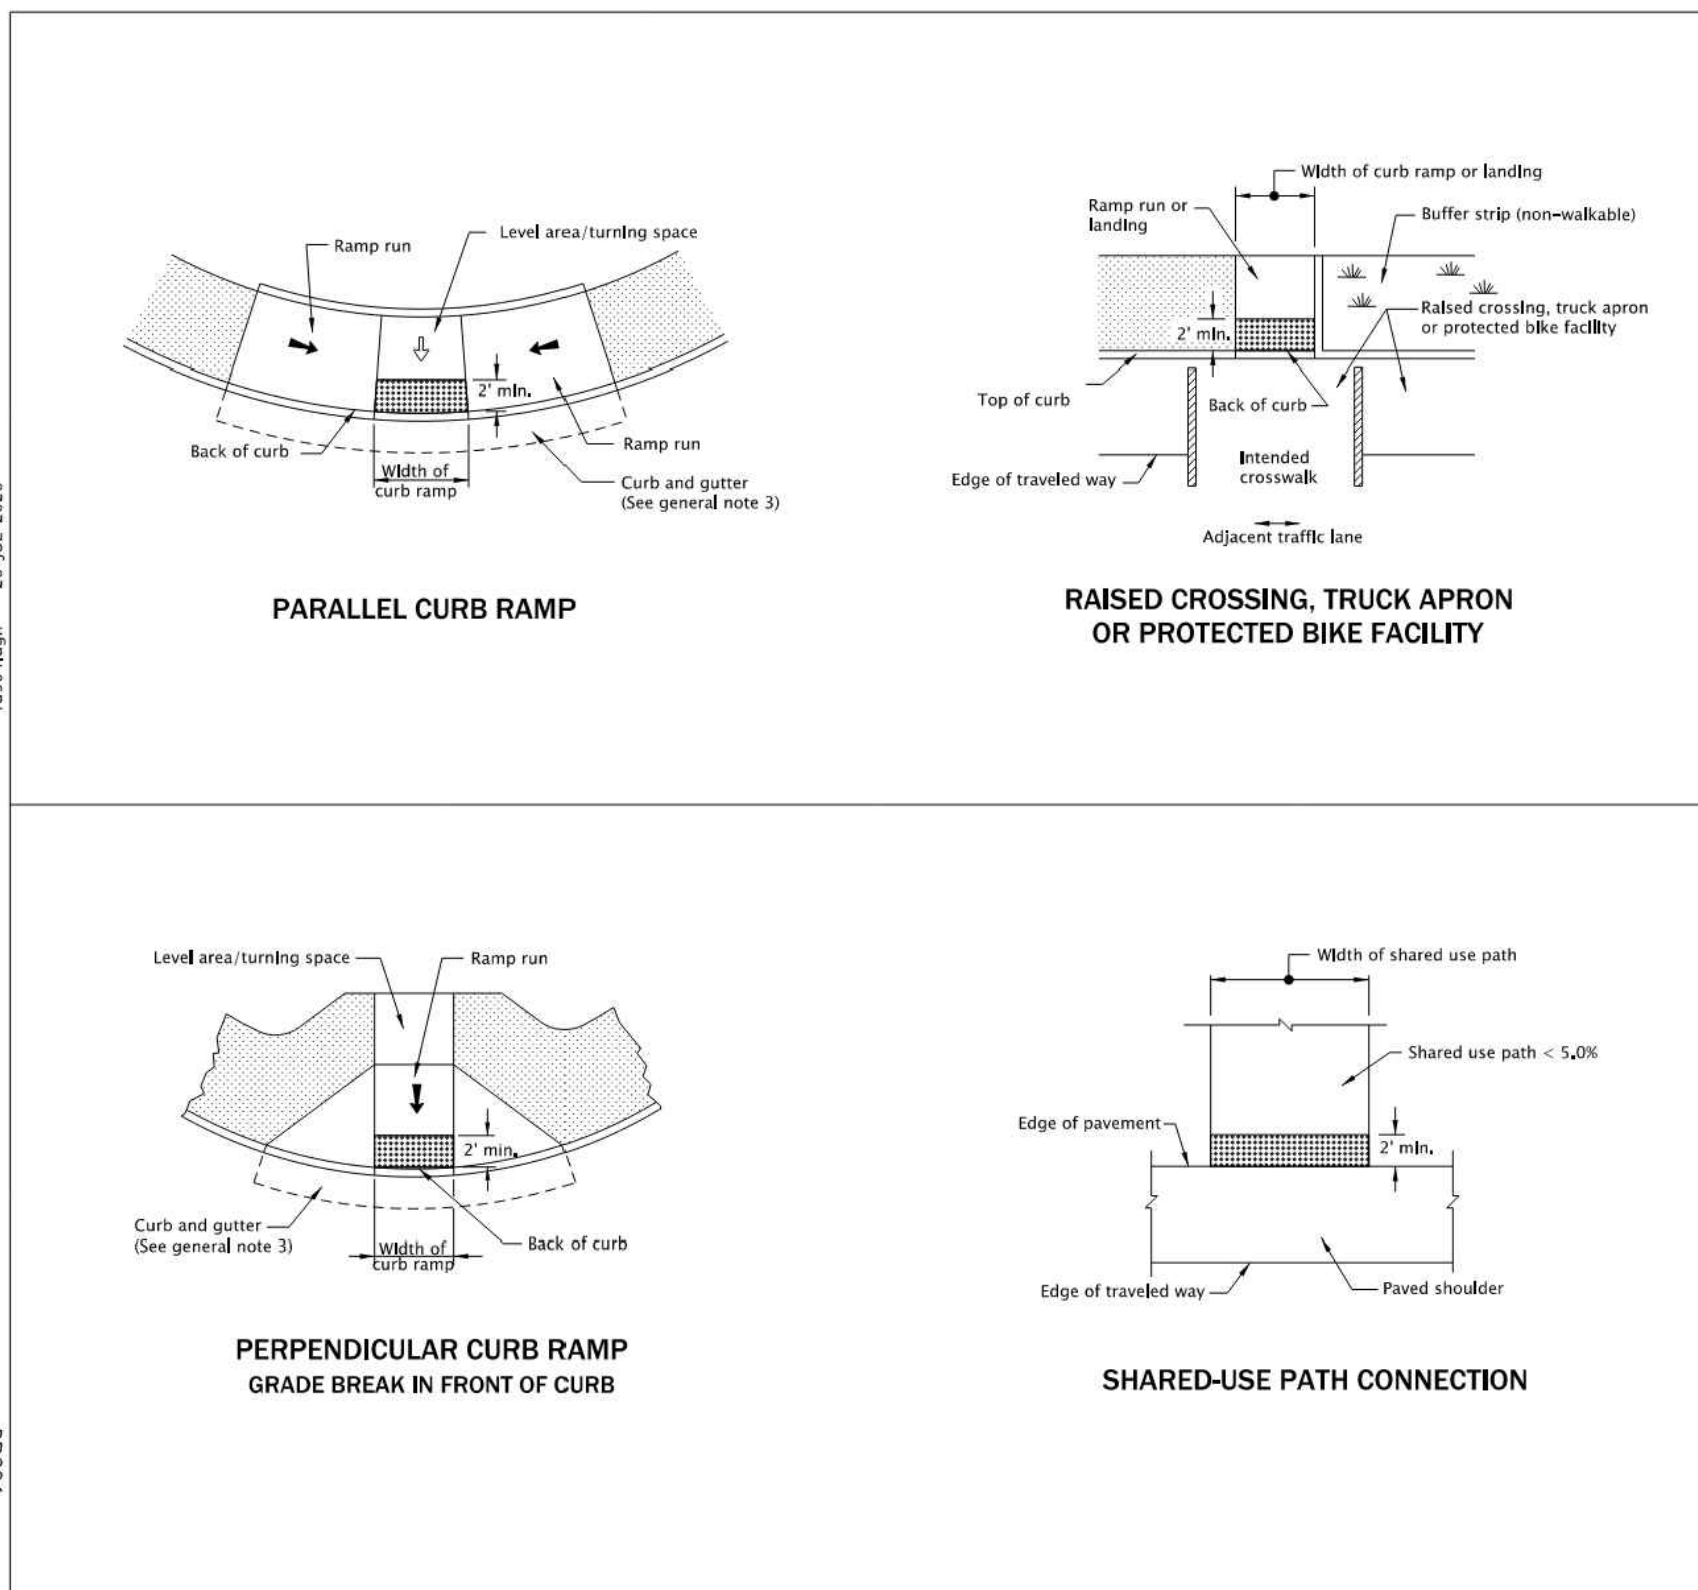 Ramp run
Level area/turning space
2' min.
Back of curb
Width of
curb ramp
Ramp run
Curb and gutter
(See general note 3)
PARALLEL CURB RAMP
Width of curb ramp or landing
Ramp run or
landing
Buffer strip (non-walkable)
2' min.
Raised crossing, truck apron
or protected bike facility
Top of curb
Back of curb
Edge of traveled way
Intended
crosswalk
Adjacent traffic lane
RAISED CROSSING, TRUCK APRON
OR PROTECTED BIKE FACILITY
Level area/turning space
Ramp run
2' min.
Curb and gutter
(See general note 3)
Width of
curb ramp
Back of curb
PERPENDICULAR CURB RAMP
GRADE BREAK IN FRONT OF CURB
Width of shared use path
Shared use path < 5.0%
Edge of pavement
2' min.
Edge of traveled way
Paved shoulder
SHARED-USE PATH CONNECTION